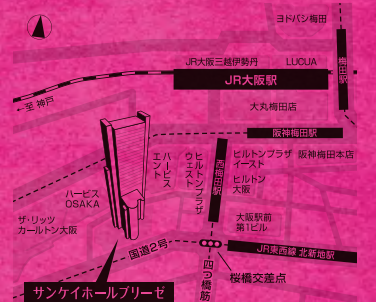 ヨドバシ梅田
JR大阪三越伊勢丹
LUCUA
梅田駅
JR大阪駅
←至 神戸
大丸梅田店
阪神梅田駅
ハービス
エント
ヒルトンプラザ
ウェスト
西梅田駅
ヒルトンプラザ
イースト
阪神梅田本店
ヒルトン
大阪
ハービス
OSAKA
ザ・リッツ
カールトン大阪
大阪駅前
第1ビル
国道2号
JR東西線 北新地駅
四つ橋筋
桜橋交差点
サンケイホールブリーゼ